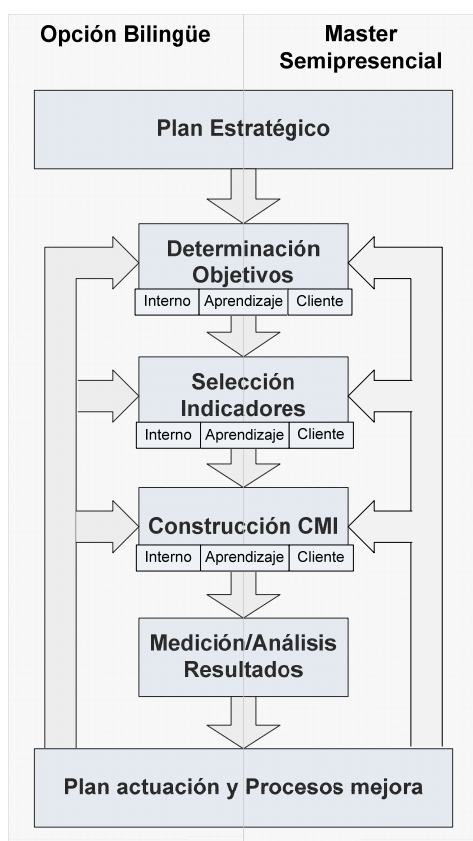 Opción Bilingüe
Master
Semipresencial
Plan Estratégico
Determinación
Objetivos
Interno Aprendizaje Cliente
Selección
Indicadores
Interno Aprendizaje Cliente
Construcción CMI
Interno Aprendizaje Cliente
Medición/Análisis
Resultados
Plan actuación y Procesos mejora